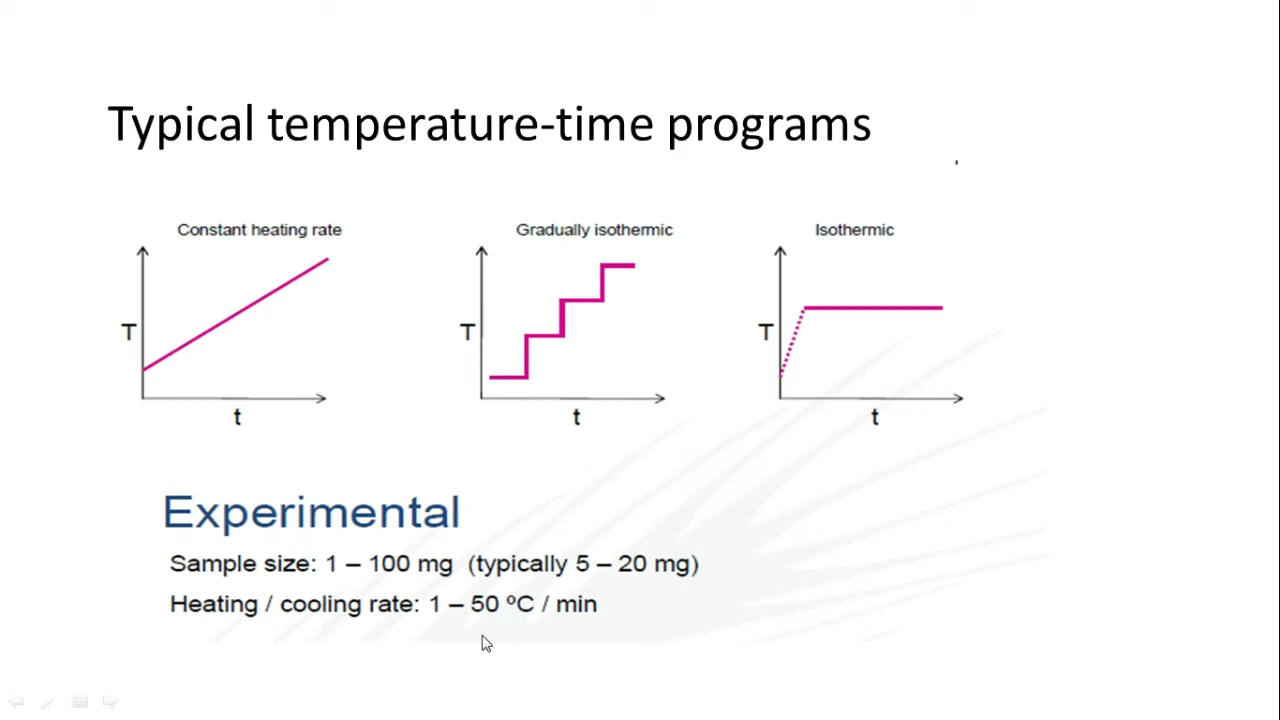 Typical temperature-time programs
Constant heating rate
T
t
Gradually isothermic
T
t
Isothermic
T
t
Experimental
Sample size: 1 – 100 mg (typically 5 – 20 mg)
Heating / cooling rate: 1 – 50 ºC / min